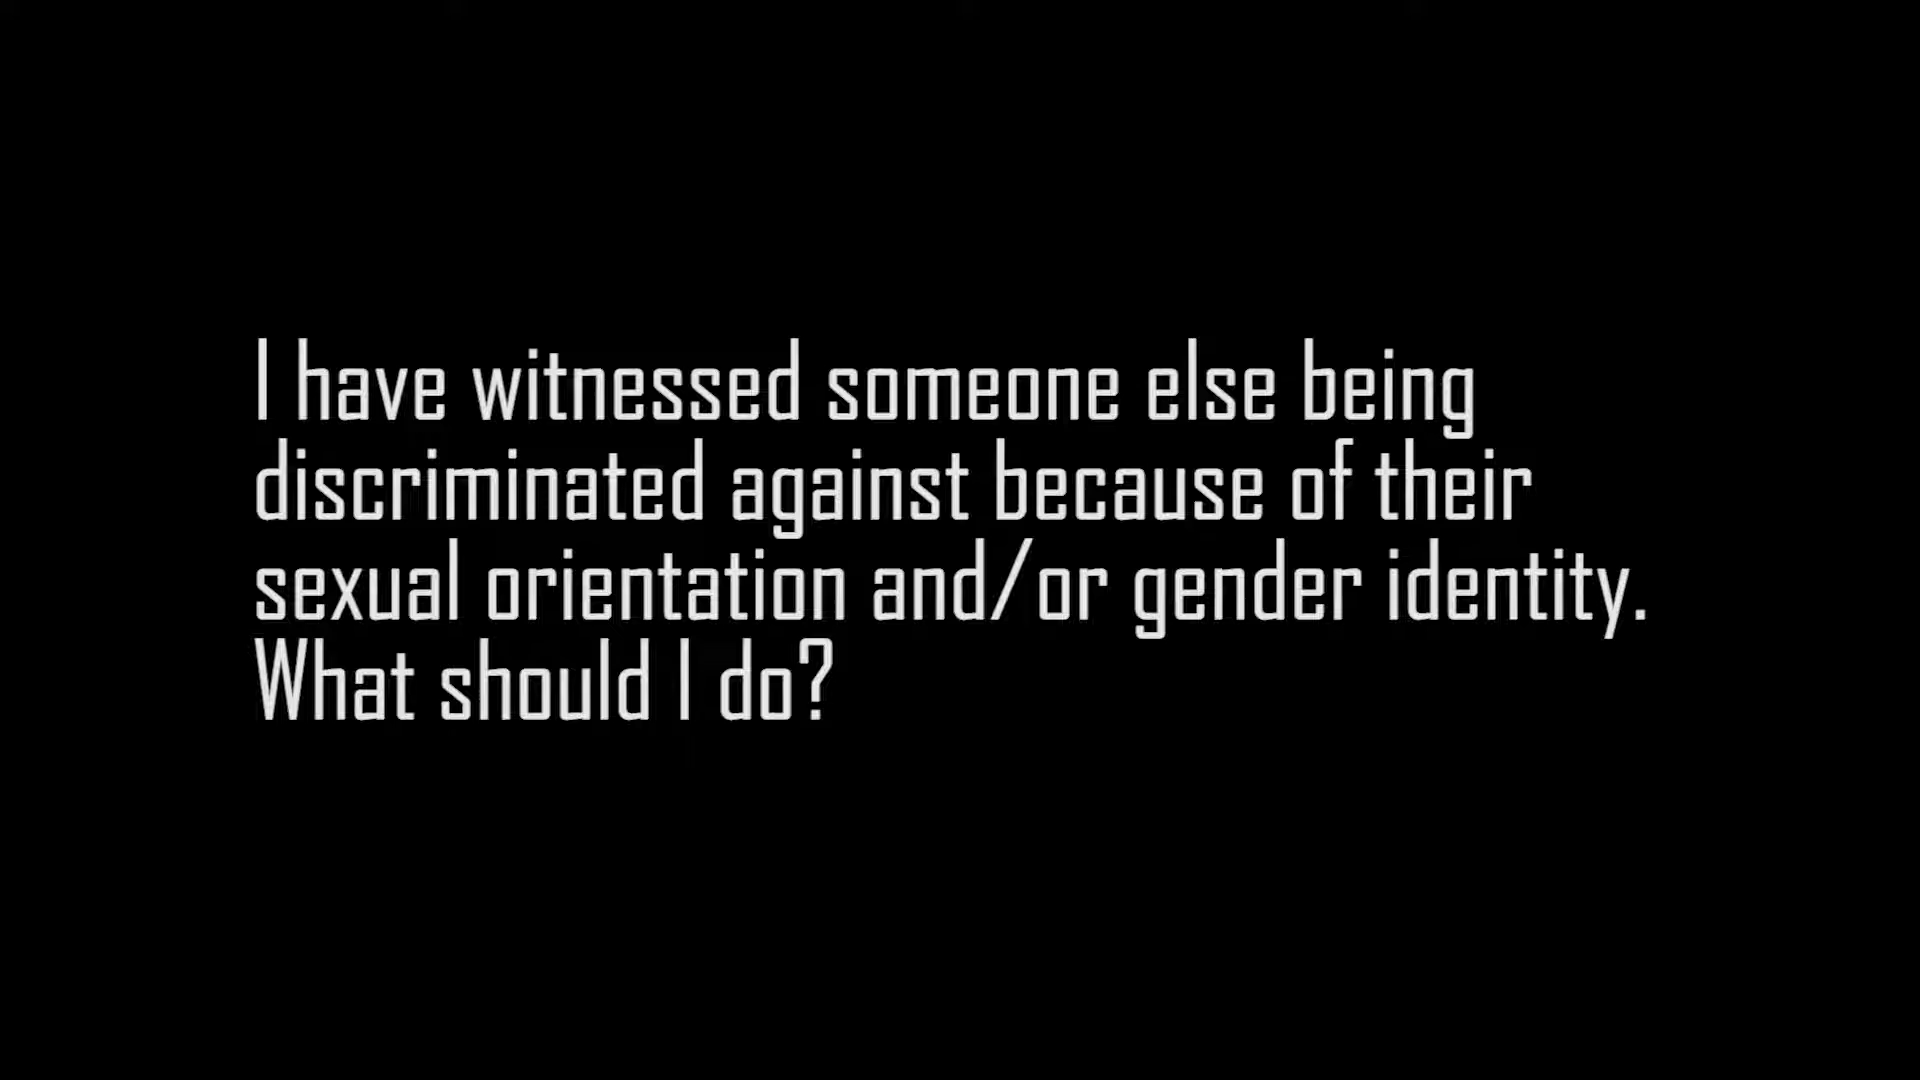 I have witnessed someone else being
discriminated against because of their
sexual orientation and/or gender identity.
What should I do?